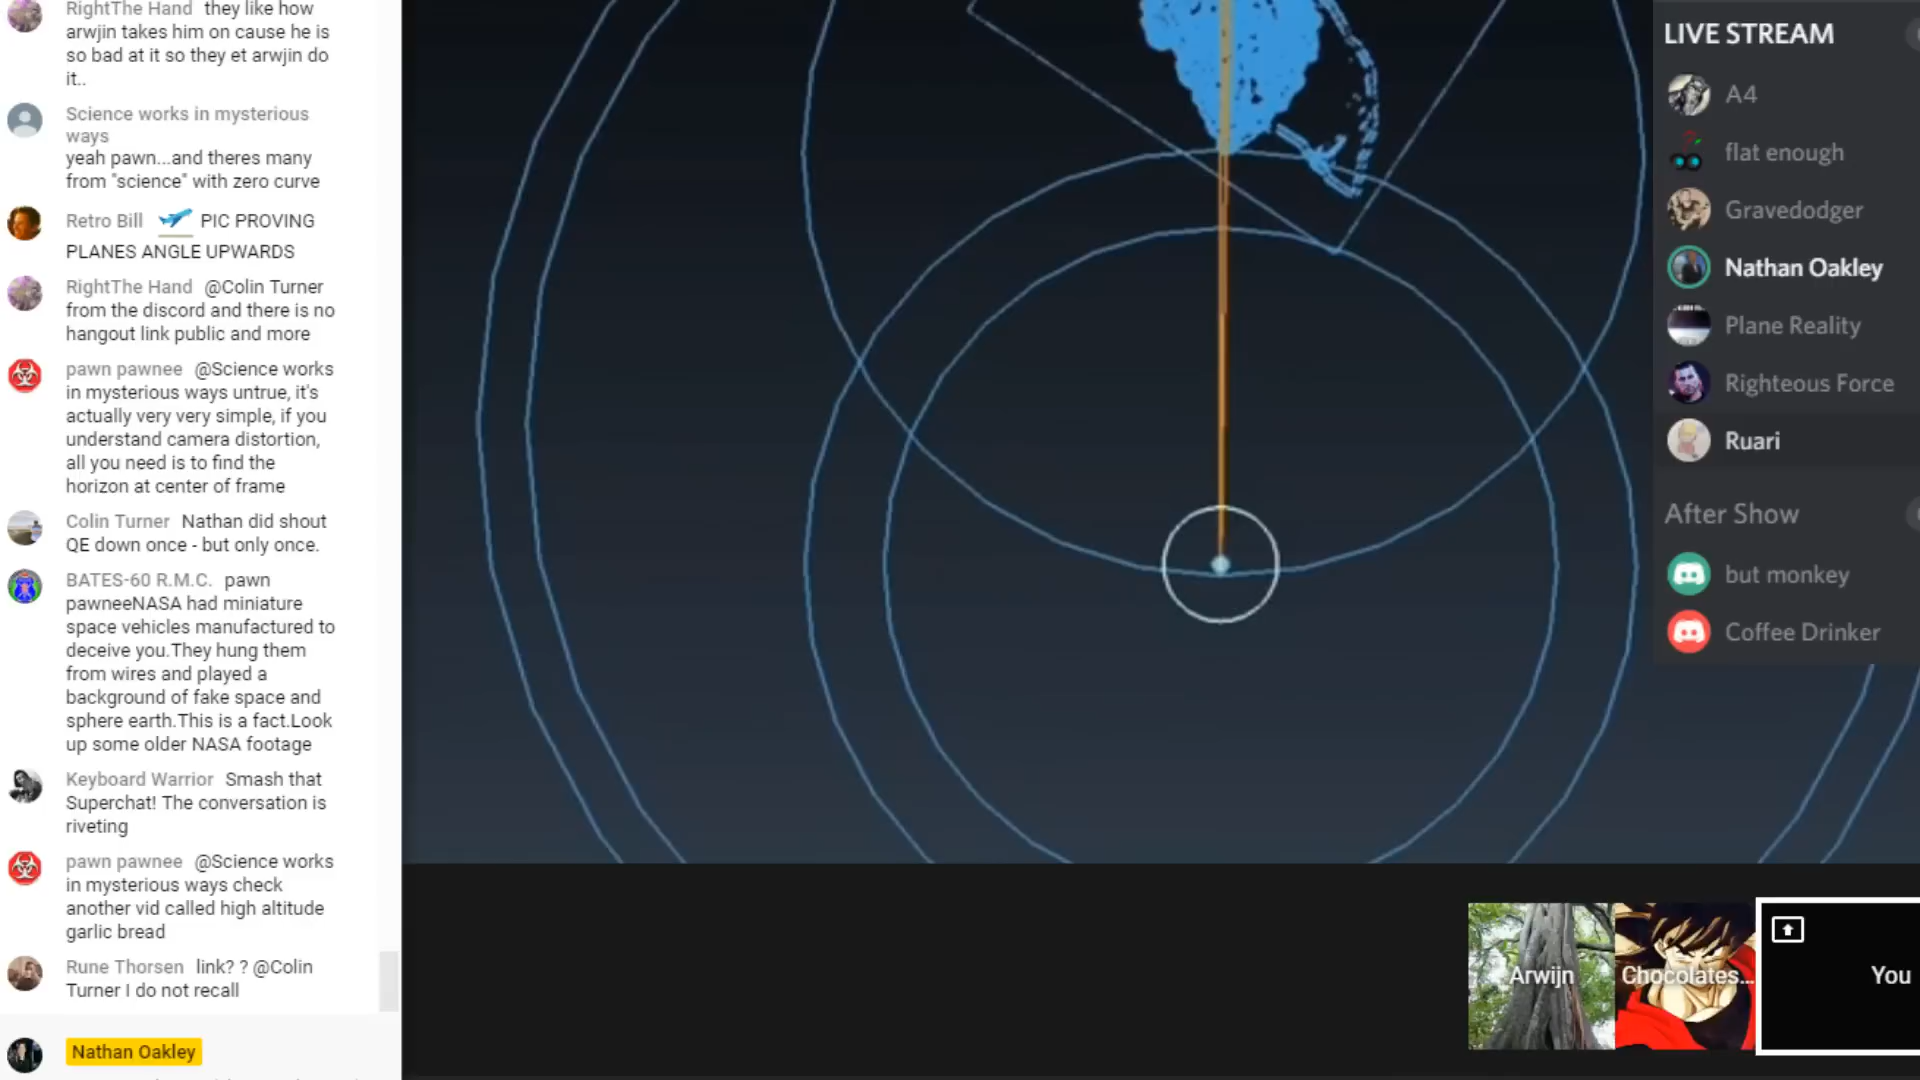 RightThe Hand they like how
arwjin takes him on cause he is
so bad at it so they et arwjin do
it..
Science works in mysterious
ways
yeah pawn...and theres many
from "science" with zero curve
Retro Bill PIC PROVING
PLANES ANGLE UPWARDS
RightThe Hand @Colin Turner
from the discord and there is no
hangout link public and more
pawn pawnee @Science works
in mysterious ways untrue, it's
actually very very simple, if you
understand camera distortion,
all you need is to find the
horizon at center of frame
Colin Turner Nathan did shout
QE down once - but only once.
BATES-60 R.M.C. pawn
pawneeNASA had miniature
space vehicles manufactured to
deceive you.They hung them
from wires and played a
background of fake space and
sphere earth.This is a fact.Look
up some older NASA footage
Keyboard Warrior Smash that
Superchat! The conversation is
riveting
pawn pawnee @Science works
in mysterious ways check
another vid called high altitude
garlic bread
Rune Thorsen link? ? @Colin
Turner I do not recall
Nathan Oakley
LIVE STREAM
A4
flat enough
Gravedodger
Nathan Oakley
Plane Reality
Righteous Force
Ruari
After Show
but monkey
Coffee Drinker
Arwijn
Chocolates...
You